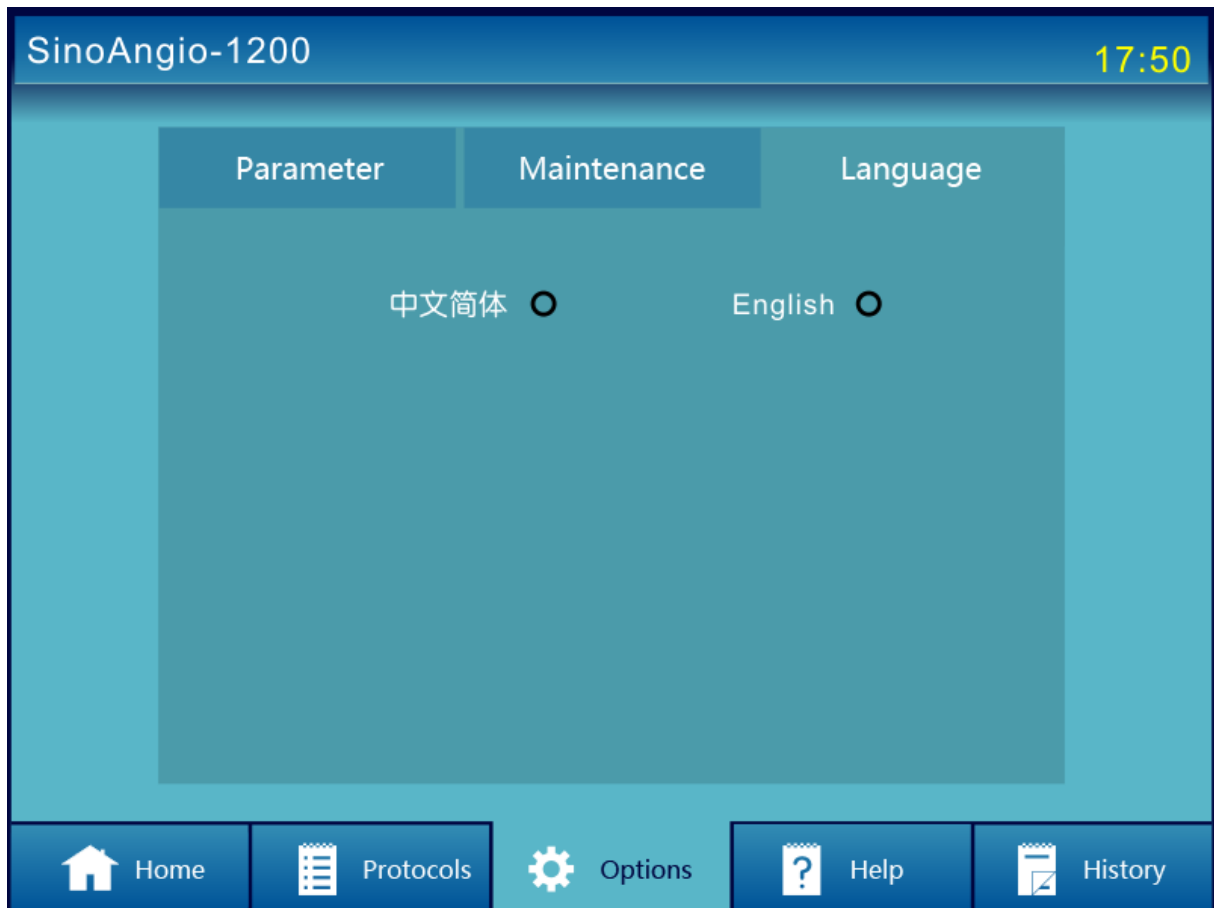 SinoAngio-1200
17:50
Parameter Maintenance Language
中文简体 English
Home Protocols Options ? Help History